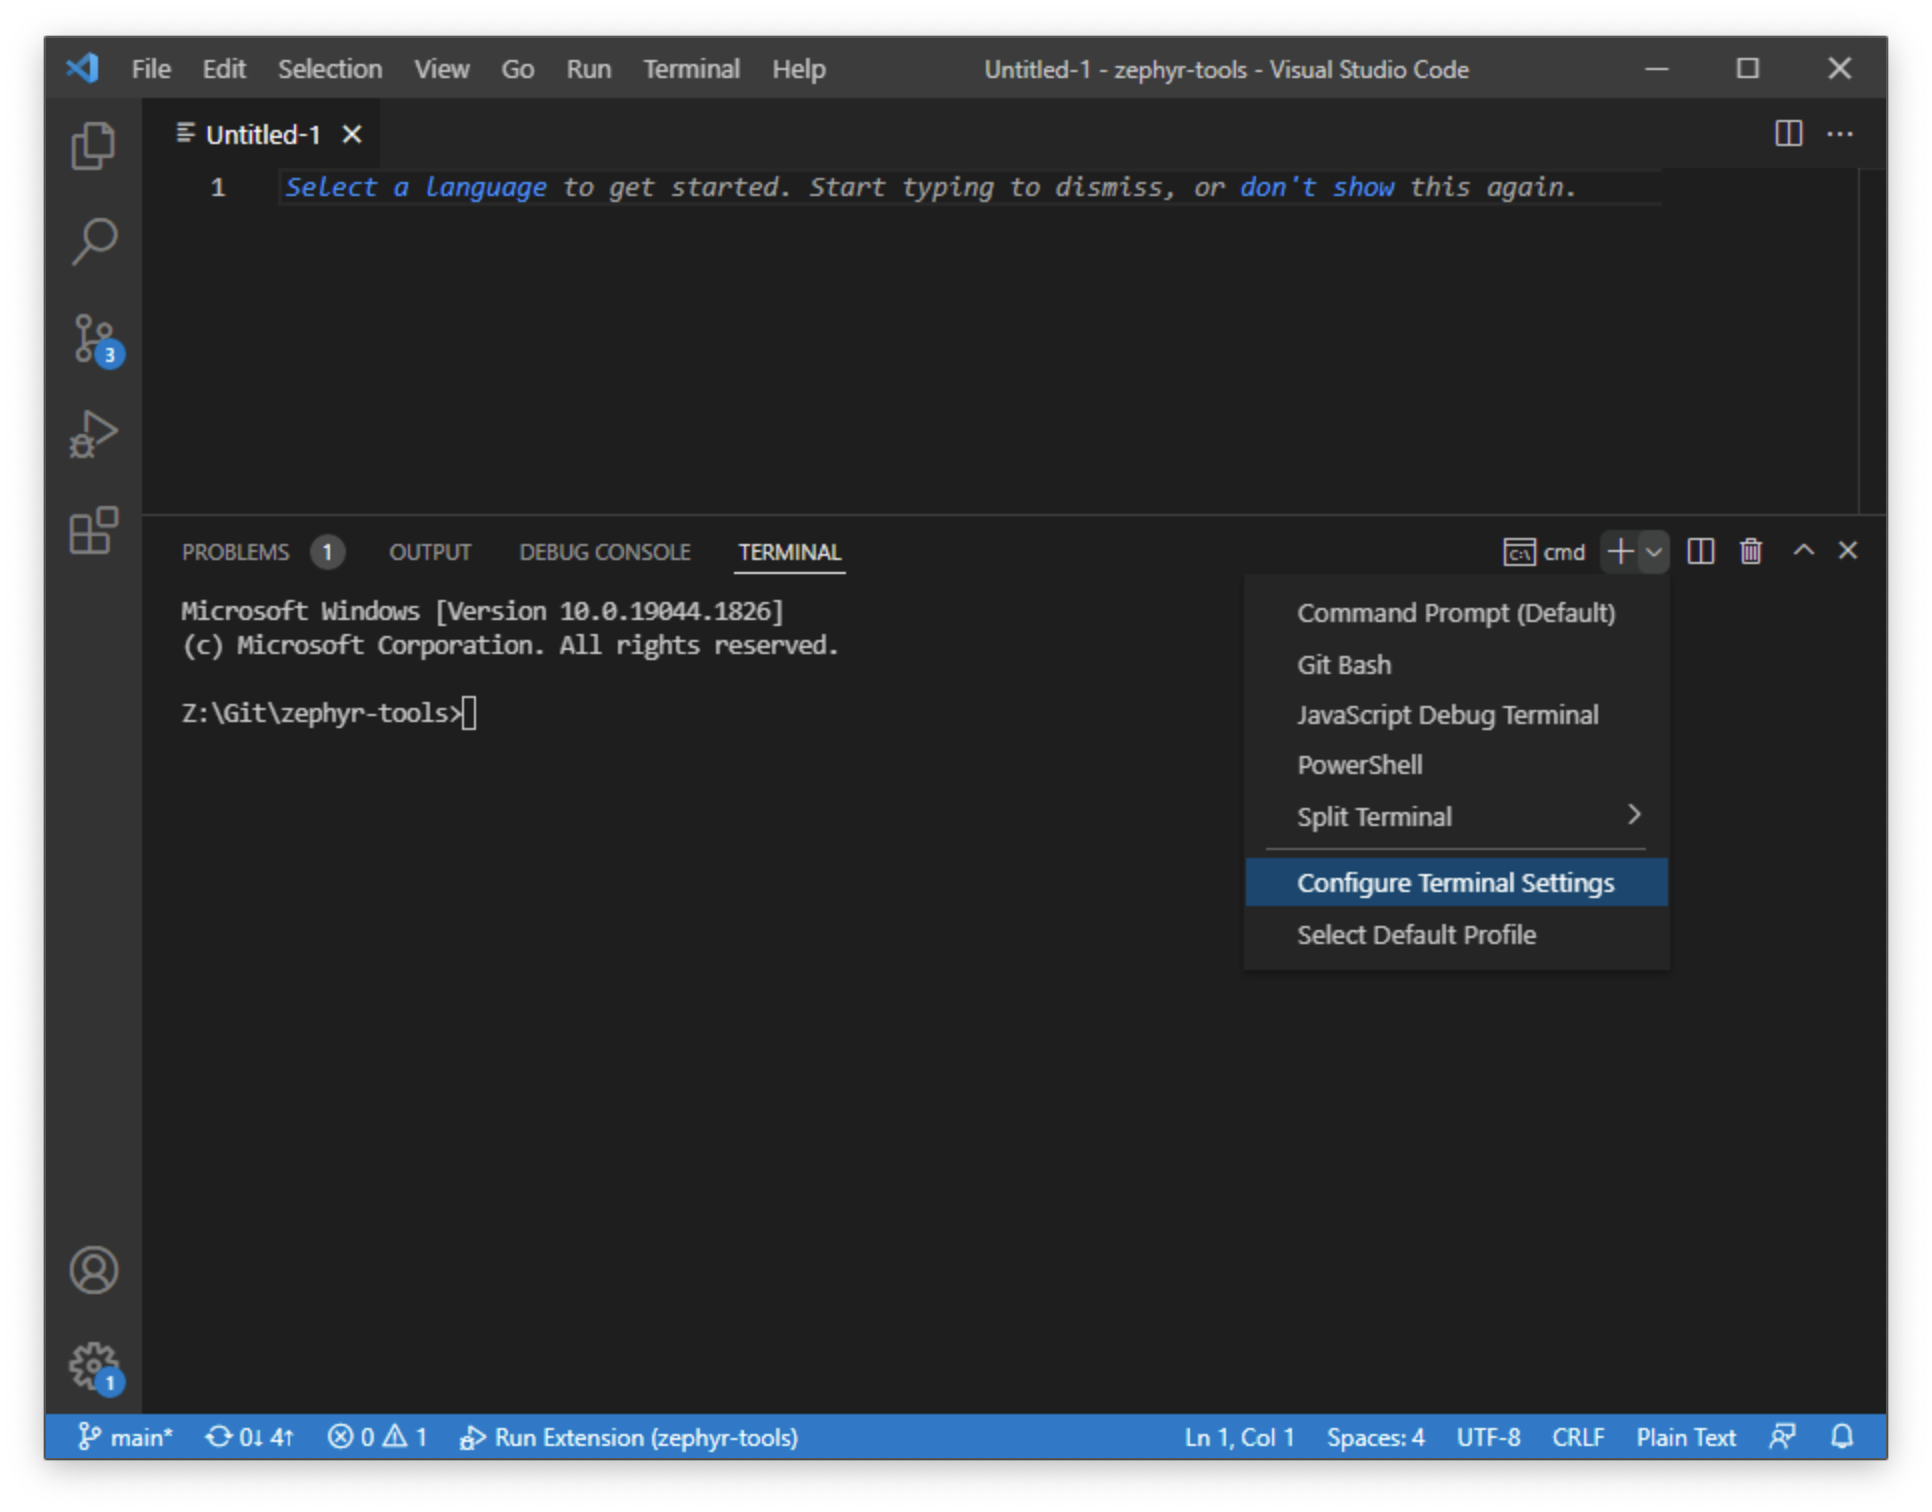 File Edit Selection View Go Run Terminal Help Untitled-1 - zephyr-tools - Visual Studio Code
Untitled-1
1 Select a language to get started. Start typing to dismiss, or don't show this again.
3
PROBLEMS 1 OUTPUT DEBUG CONSOLE TERMINAL cmd
Microsoft Windows [Version 10.0.19044.1826]
(c) Microsoft Corporation. All rights reserved.
Z:\Git\zephyr-tools>
Command Prompt (Default)
Git Bash
JavaScript Debug Terminal
PowerShell
Split Terminal
Configure Terminal Settings
Select Default Profile
1
main* 0↓ 4↑ 0 1 Run Extension (zephyr-tools) Ln 1, Col 1 Spaces: 4 UTF-8 CRLF Plain Text